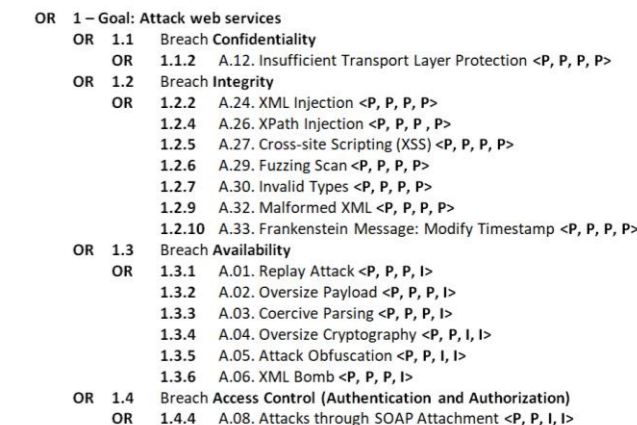 OR 1 – Goal: Attack web services
OR 1.1 Breach Confidentiality
OR 1.1.2 A.12. Insufficient Transport Layer Protection <P, P, P, P>
OR 1.2 Breach Integrity
OR 1.2.2 A.24. XML Injection <P, P, P, P>
1.2.4 A.26. XPath Injection <P, P, P , P>
1.2.5 A.27. Cross-site Scripting (XSS) <P, P, P, P>
1.2.6 A.29. Fuzzing Scan <P, P, P, P>
1.2.7 A.30. Invalid Types <P, P, P, P>
1.2.9 A.32. Malformed XML <P, P, P, P>
1.2.10 A.33. Frankenstein Message: Modify Timestamp <P, P, P, P>
OR 1.3 Breach Availability
OR 1.3.1 A.01. Replay Attack <P, P, P, I>
1.3.2 A.02. Oversize Payload <P, P, P, I>
1.3.3 A.03. Coercive Parsing <P, P, P, I>
1.3.4 A.04. Oversize Cryptography <P, P, I, I>
1.3.5 A.05. Attack Obfuscation <P, P, I, I>
1.3.6 A.06. XML Bomb <P, P, P, I>
OR 1.4 Breach Access Control (Authentication and Authorization)
OR 1.4.4 A.08. Attacks through SOAP Attachment <P, P, I, I>